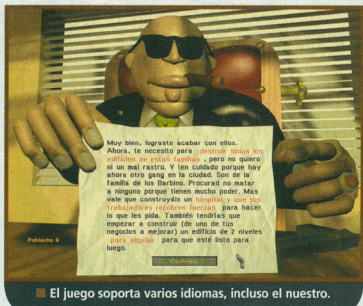 Muy bien, lograste acabar con ellos.
Ahora, te necesito para destruir todos los
edificios de estas familias , pero no quiero
ni un mal rastro. Y ten cuidado porque hay
ahora otro gang en la ciudad. Son de la
familia de los Barbino. Procurad no matar
a ninguno porque tienen mucho poder. Mas
vale que construyáis un hospital y que tus
trabajadores recobren fuerzas para hacer
lo que les pida. También tendrías que
empezar a construir (de uno de tus
negocios a mejorar) un edificio de 2 niveles
para alquilar para que esté listo para
luego.
Poblacho 6
Continuar
El juego soporta varios idiomas, incluso el nuestro.